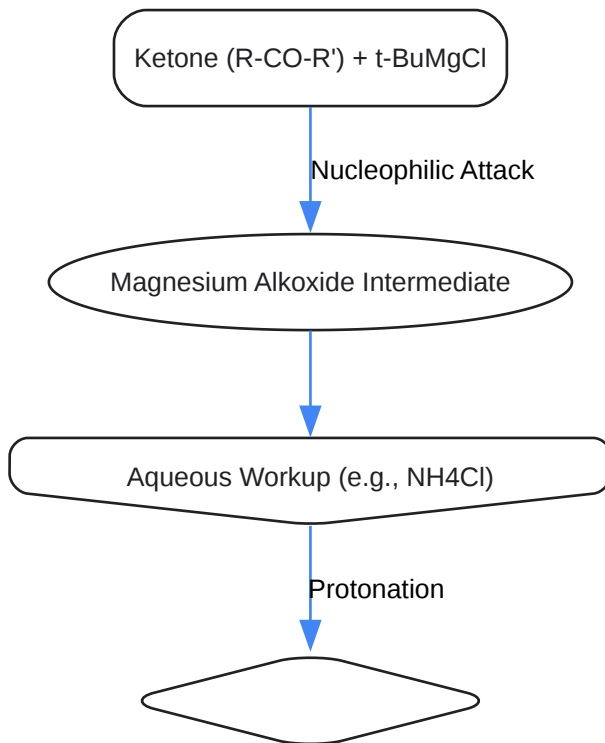 Ketone (R-CO-R') + t-BuMgCl
Nucleophilic Attack
Magnesium Alkoxide Intermediate
Aqueous Workup (e.g., NH4Cl)
Protonation